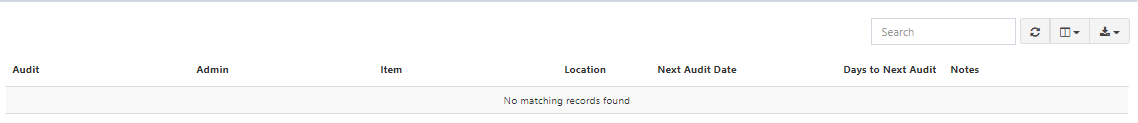 Search
Audit Admin Item Location Next Audit Date Days to Next Audit Notes
No matching records found